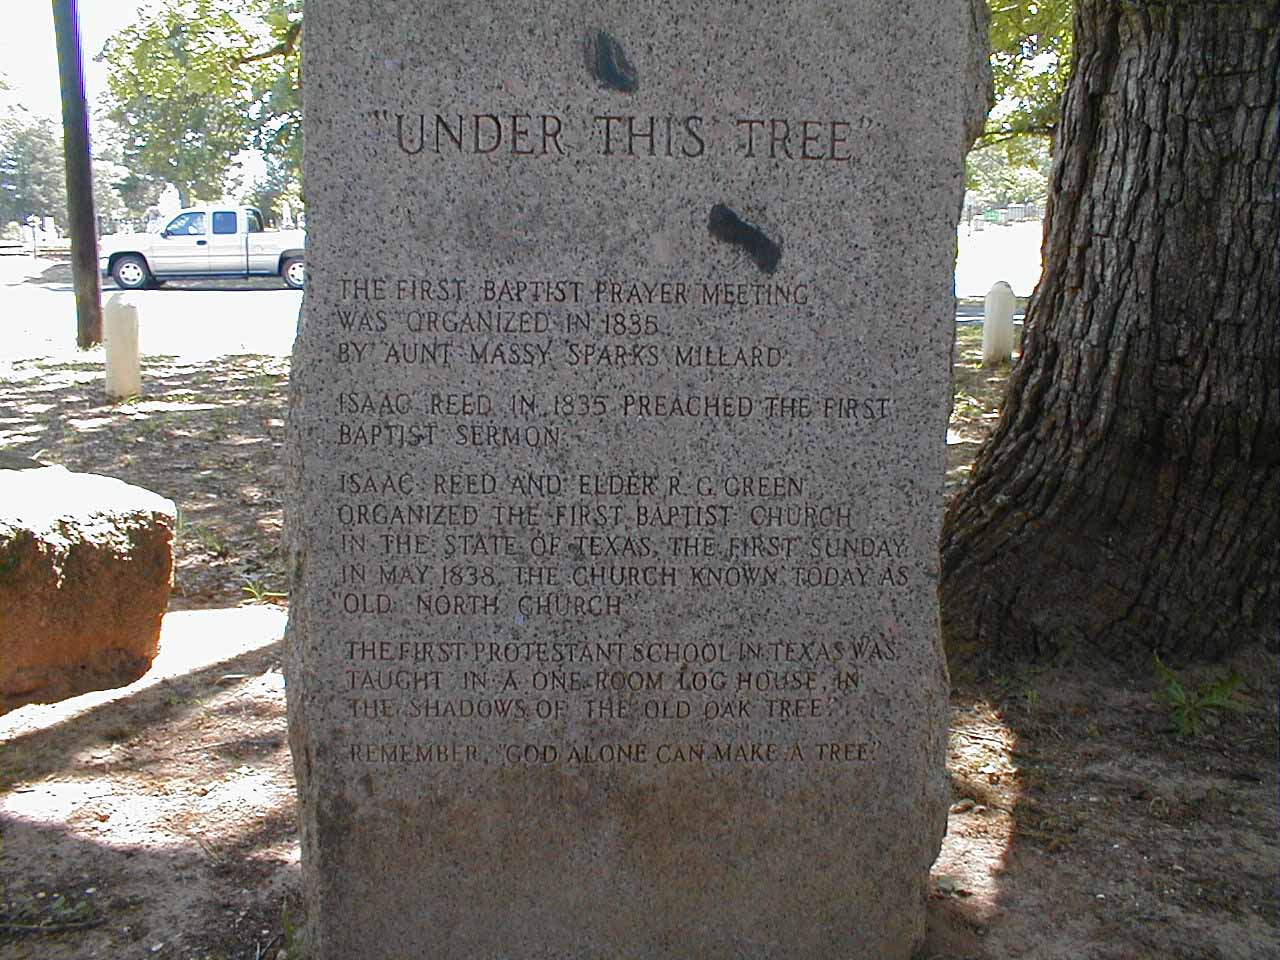 "UNDER THIS TREE"
THE FIRST BAPTIST PRAYER MEETING
WAS ORGANIZED IN 1835
BY AUNT MASSY SPARKS MILLARD.
ISAAC REED IN 1835 PREACHED THE FIRST
BAPTIST SERMON.
ISAAC REED AND ELDER R. G. GREEN
ORGANIZED THE FIRST BAPTIST CHURCH
IN THE STATE OF TEXAS, THE FIRST SUNDAY
IN MAY 1838, THE CHURCH KNOWN TODAY AS
"OLD NORTH CHURCH"
THE FIRST PROTESTANT SCHOOL IN TEXAS WAS
TAUGHT IN A ONE-ROOM LOG HOUSE, IN
THE SHADOWS OF THE "OLD OAK TREE."
REMEMBER, "GOD ALONE CAN MAKE A TREE."